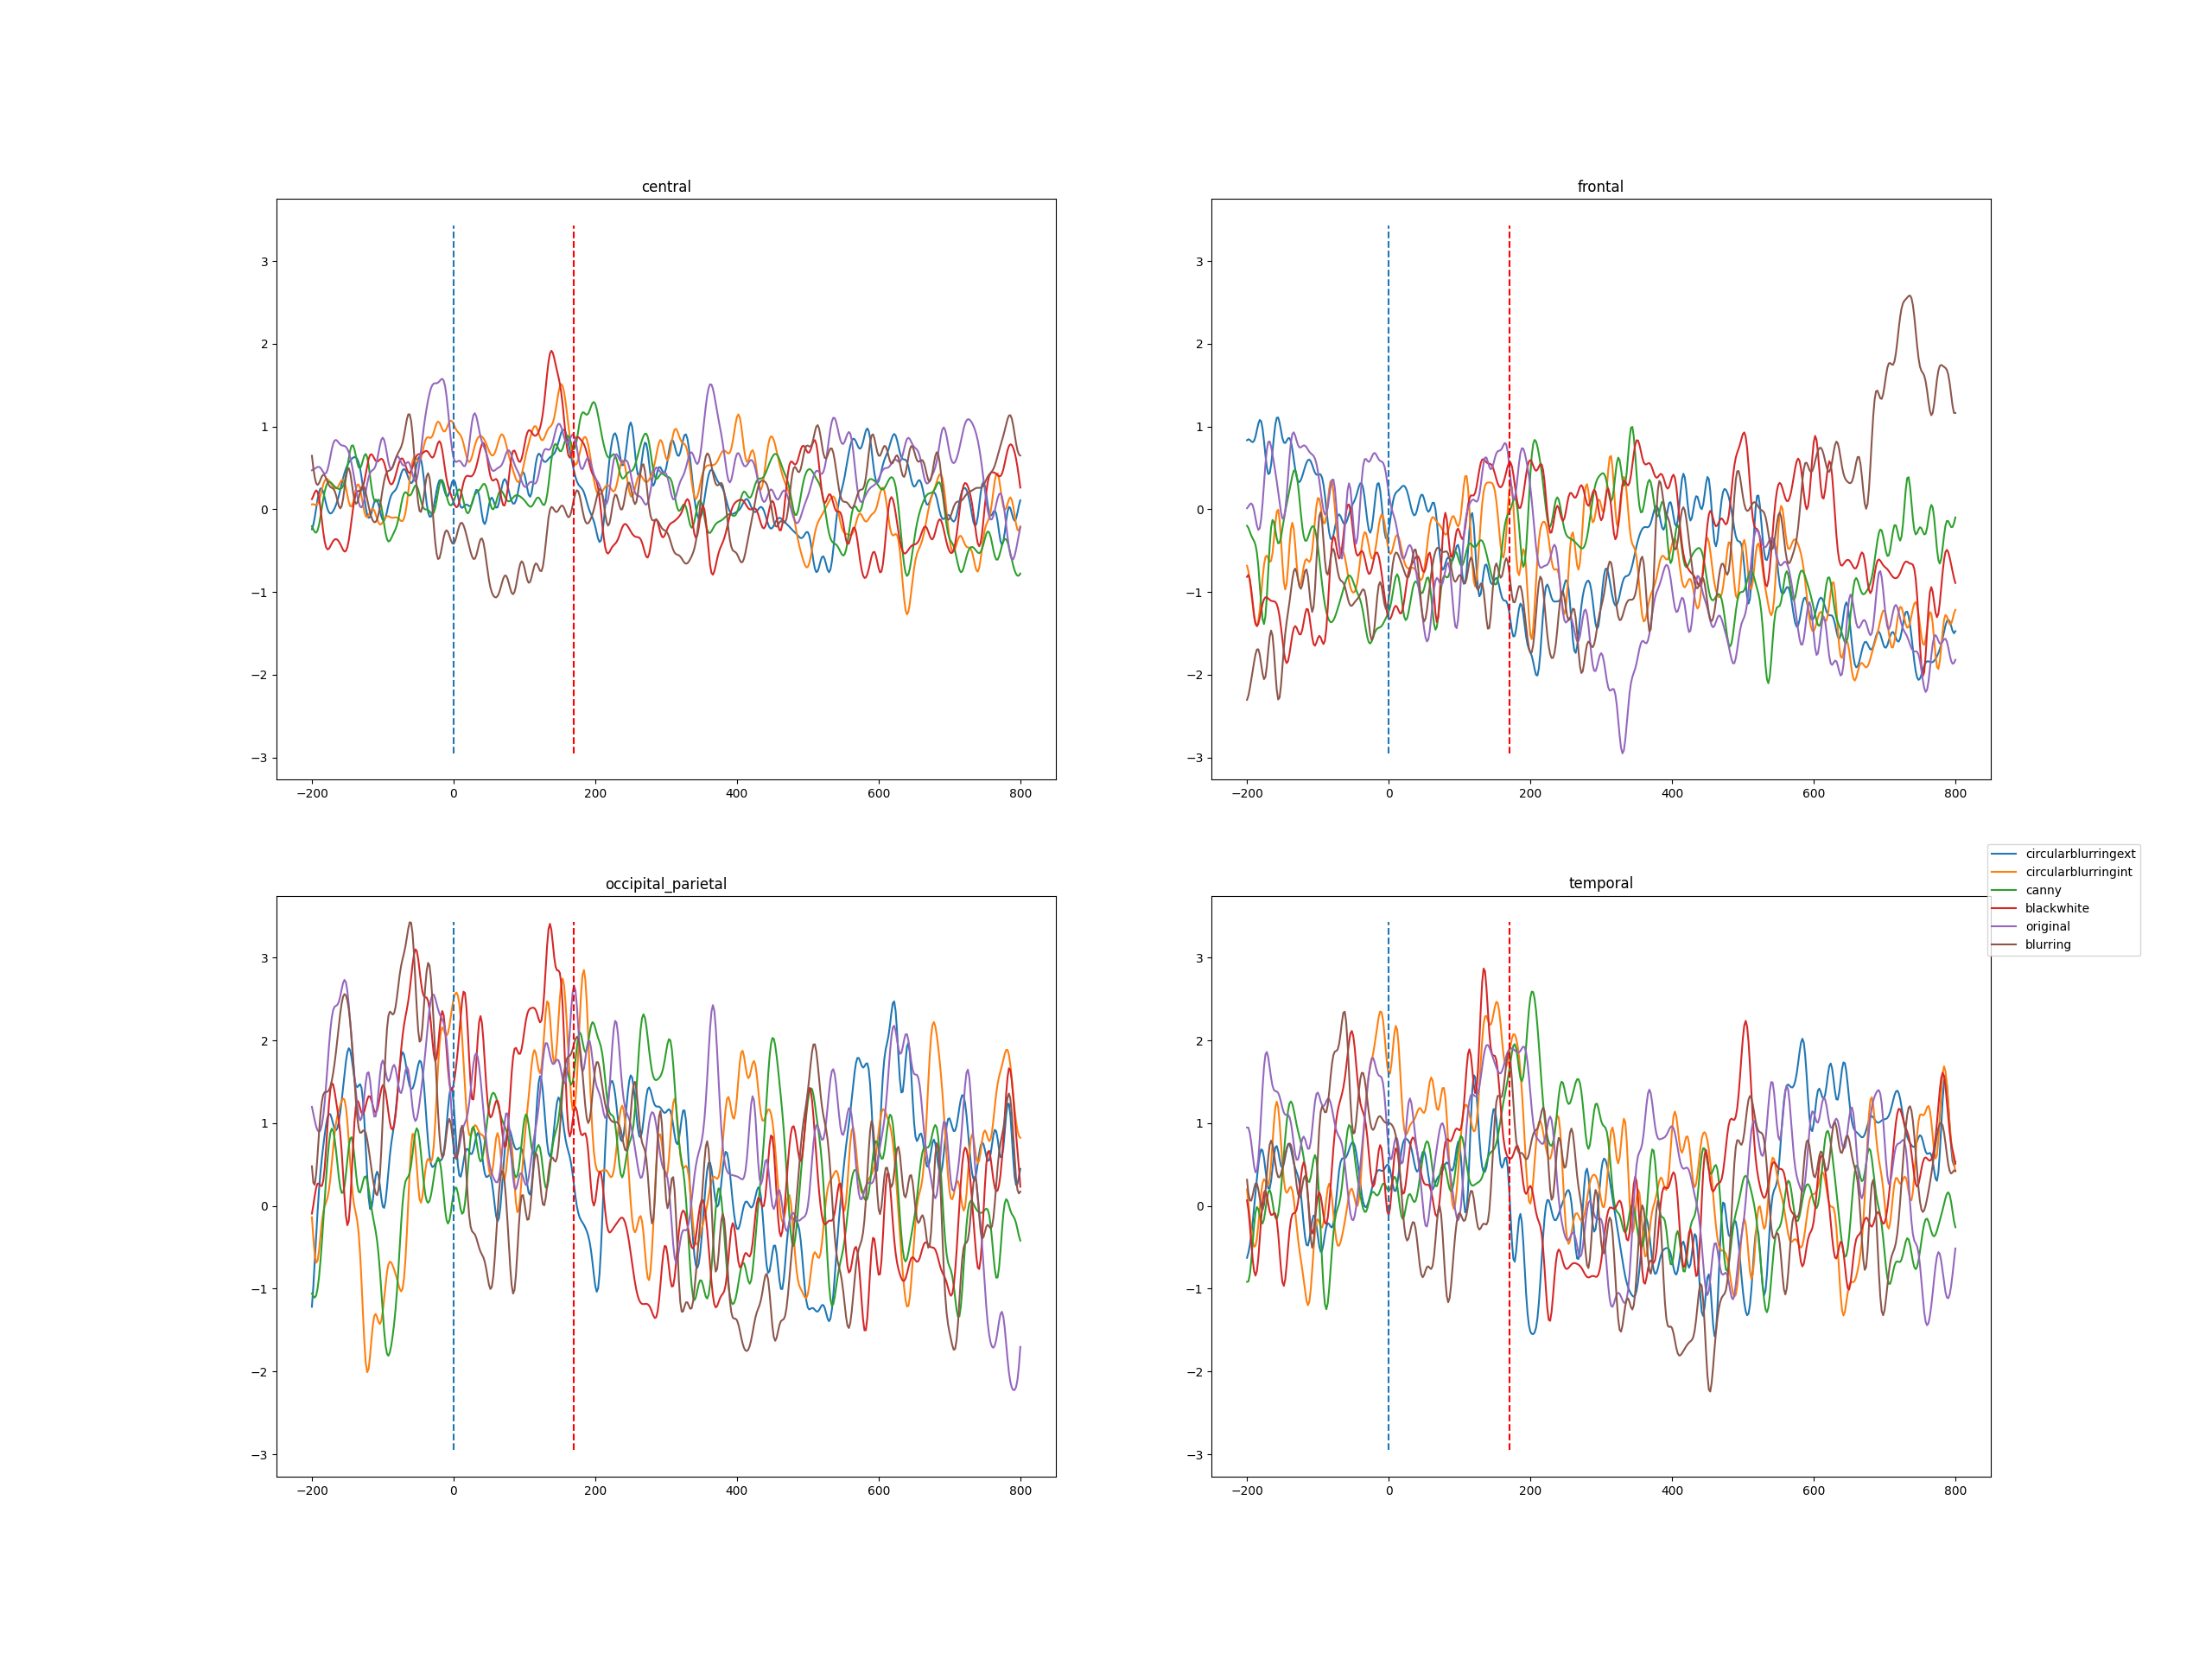 central
3
2
1
0
−1
−2
−3
−200 0 200 400 600 800
frontal
3
2
1
0
−1
−2
−3
−200 0 200 400 600 800
occipital_parietal
3
2
1
0
−1
−2
−3
−200 0 200 400 600 800
temporal
3
2
1
0
−1
−2
−3
−200 0 200 400 600 800
circularblurringext
circularblurringint
canny
blackwhite
original
blurring